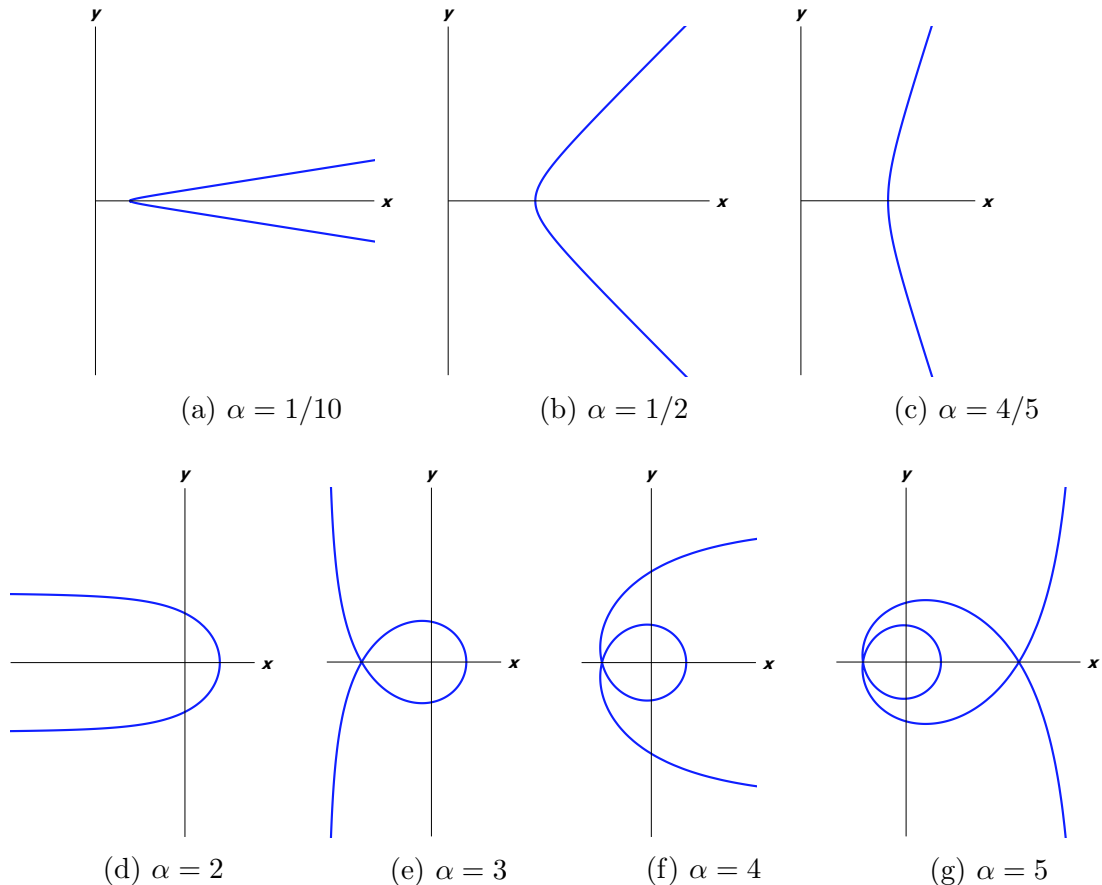 y y y
x x x
(a) α = 1/10 (b) α = 1/2 (c) α = 4/5
y y y y
x x x x
(d) α = 2 (e) α = 3 (f) α = 4 (g) α = 5